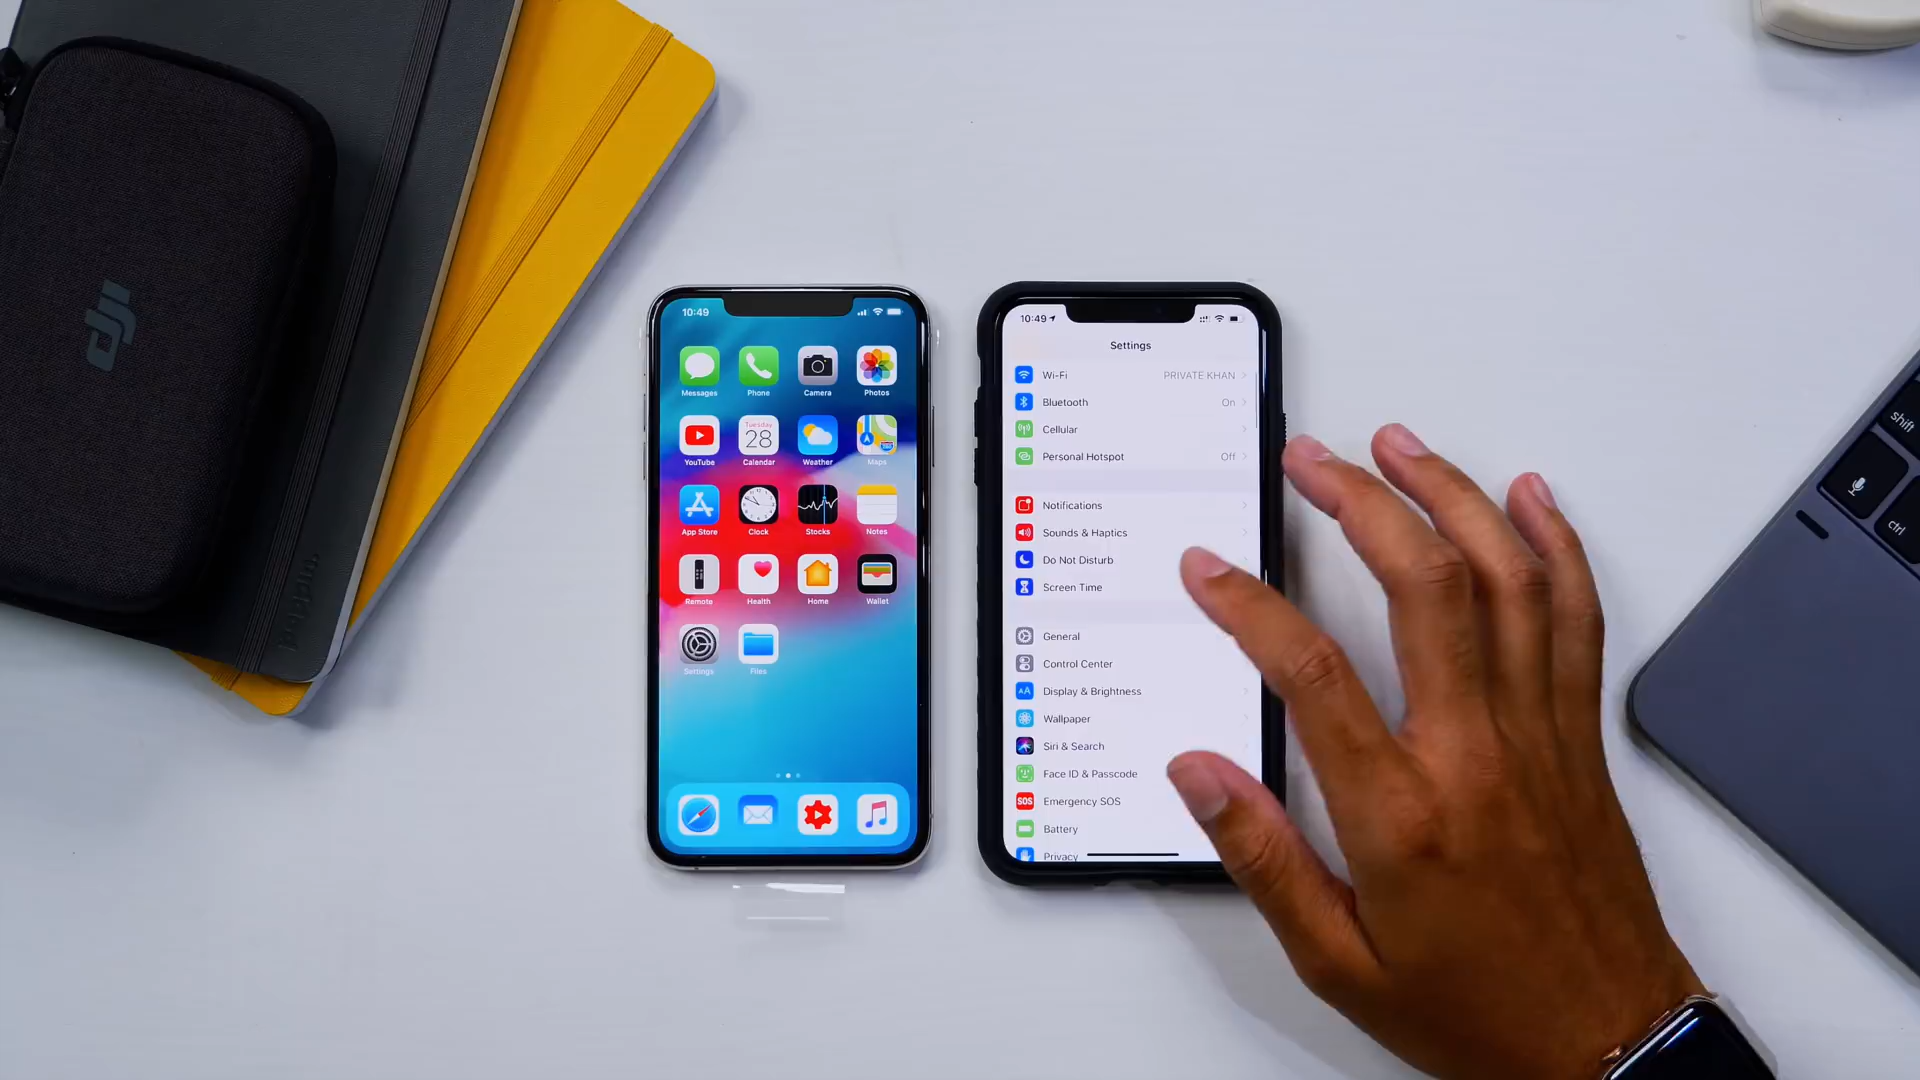 dji
10:49
Messages
Phone
Camera
Photos
YouTube
Tuesday
28
Calendar
Weather
Maps
App Store
Clock
Stocks
Notes
Remote
Health
Home
Wallet
Settings
Files
10:49
Settings
Wi-Fi PRIVATE KHAN
Bluetooth On
Cellular
Personal Hotspot Off
Notifications
Sounds & Haptics
Do Not Disturb
Screen Time
General
Control Center
AA Display & Brightness
Wallpaper
Siri & Search
Face ID & Passcode
SOS Emergency SOS
Battery
Privacy
shift
ctrl